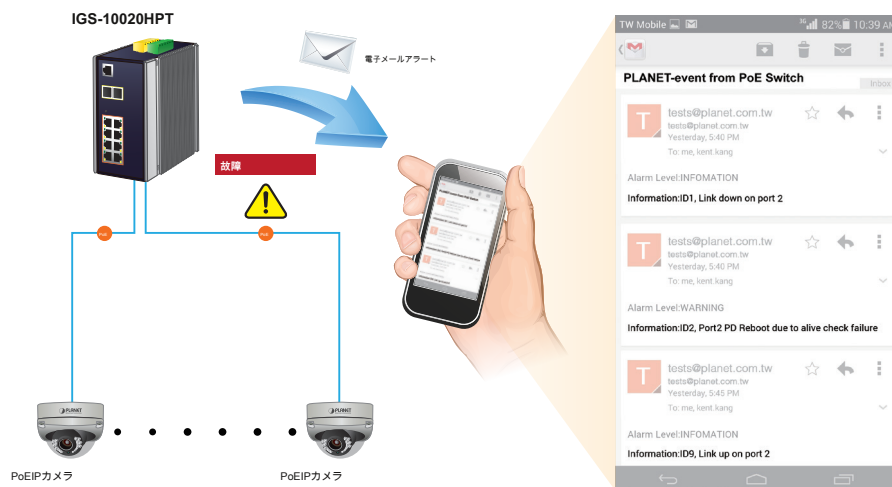 IGS-10020HPT
電子メールアラート
故障
PoE
PoE
PLANET
PLANET
PoEIPカメラ
PoEIPカメラ
TW Mobile
3G 82% 10:39 AM
PLANET-event from PoE Switch
Inbox
T
tests@planet.com.tw
tests@planet.com.tw
Yesterday, 5:40 PM
To: me, kent.kang
Alarm Level:INFOMATION
Information:ID1, Link down on port 2
T
tests@planet.com.tw
tests@planet.com.tw
Yesterday, 5:40 PM
To: me, kent.kang
Alarm Level:WARNING
Information:ID2, Port2 PD Reboot due to alive check failure
T
tests@planet.com.tw
tests@planet.com.tw
Yesterday, 5:45 PM
To: me, kent.kang
Alarm Level:INFOMATION
Information:ID9, Link up on port 2